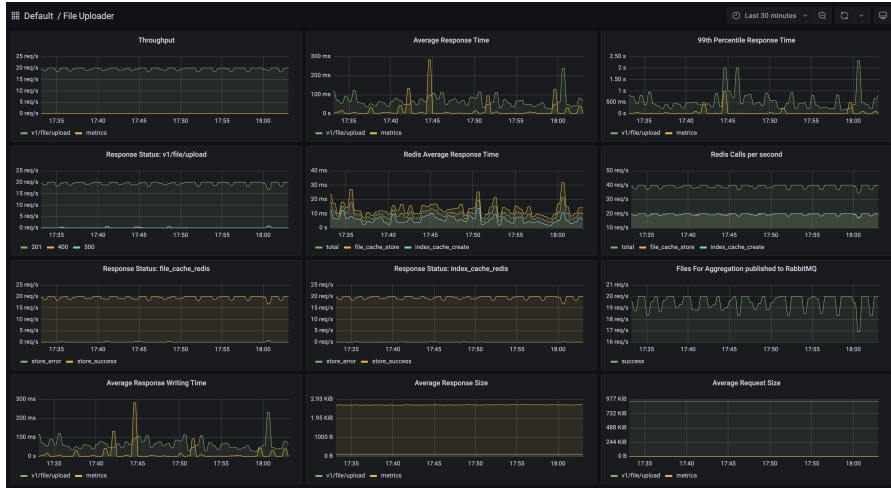 Default / File Uploader
Last 30 minutes
Throughput
25 req/s
20 req/s
15 req/s
10 req/s
5 req/s
0 req/s
17:35 17:40 17:45 17:50 17:55 18:00
v1/file/upload metrics
Average Response Time
300 ms
200 ms
100 ms
0 s
17:35 17:40 17:45 17:50 17:55 18:00
v1/file/upload metrics
99th Percentile Response Time
2.50 s
2 s
1.50 s
1 s
500 ms
0 s
17:35 17:40 17:45 17:50 17:55 18:00
v1/file/upload metrics
Response Status: v1/file/upload
25 req/s
20 req/s
15 req/s
10 req/s
5 req/s
0 req/s
17:35 17:40 17:45 17:50 17:55 18:00
201 400 500
Redis Average Response Time
40 ms
30 ms
20 ms
10 ms
0 s
17:35 17:40 17:45 17:50 17:55 18:00
total file_cache_store index_cache_create
Redis Calls per second
50 req/s
40 req/s
30 req/s
20 req/s
10 req/s
17:35 17:40 17:45 17:50 17:55 18:00
total file_cache_store index_cache_create
Response Status: file_cache_redis
25 req/s
20 req/s
15 req/s
10 req/s
5 req/s
0 req/s
17:35 17:40 17:45 17:50 17:55 18:00
store_error store_success
Response Status: index_cache_redis
25 req/s
20 req/s
15 req/s
10 req/s
5 req/s
0 req/s
17:35 17:40 17:45 17:50 17:55 18:00
store_error store_success
Files For Aggregation published to RabbitMQ
21 req/s
20 req/s
19 req/s
18 req/s
17 req/s
16 req/s
17:35 17:40 17:45 17:50 17:55 18:00
success
Average Response Writing Time
300 ms
200 ms
100 ms
0 s
17:35 17:40 17:45 17:50 17:55 18:00
v1/file/upload metrics
Average Response Size
2.93 KiB
1.95 KiB
1000 B
0 B
17:35 17:40 17:45 17:50 17:55 18:00
v1/file/upload metrics
Average Request Size
977 KiB
732 KiB
488 KiB
244 KiB
0 B
17:35 17:40 17:45 17:50 17:55 18:00
v1/file/upload metrics